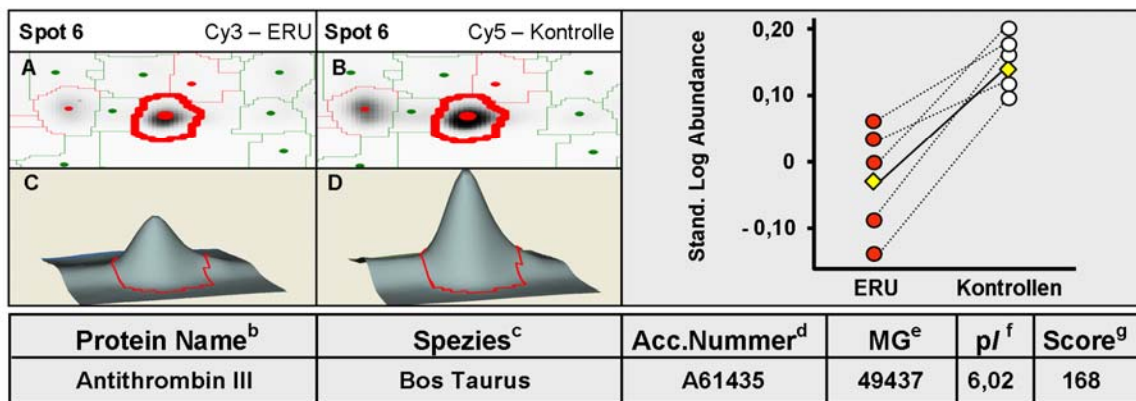 Spot 6 Cy3 – ERU
Spot 6 Cy5 – Kontrolle
A
B
C
D
Stand. Log Abundance
0,20
0,10
0
- 0,10
ERU Kontrollen
Protein Name^b Spezies^c Acc.Nummer^d MG^e pI^f Score^g
Antithrombin III Bos Taurus A61435 49437 6,02 168